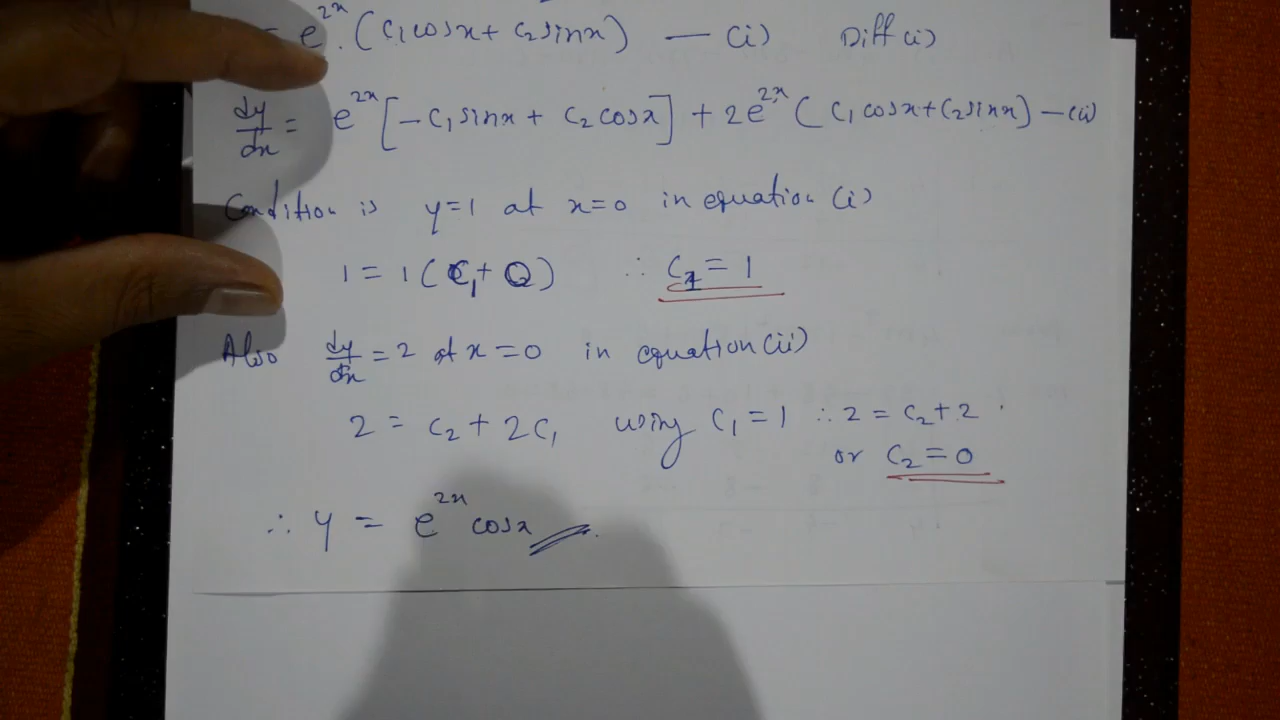 = e^{2x}. (C₁cosx + C₂sinx) — (i) Diff (i)
dy/dx = e^{2x} [-C₁sinx + C₂cosx] + 2e^{2x} (C₁cosx + C₂sinx) — (ii)
Condition is y=1 at x=0 in equation (i)
1 = 1 (C₁ + 0) ∴ C₁ = 1
Also dy/dx = 2 at x=0 in equation (ii)
2 = C₂ + 2C₁ using C₁ = 1 ∴ 2 = C₂ + 2
or C₂ = 0
∴ y = e^{2x} cosx